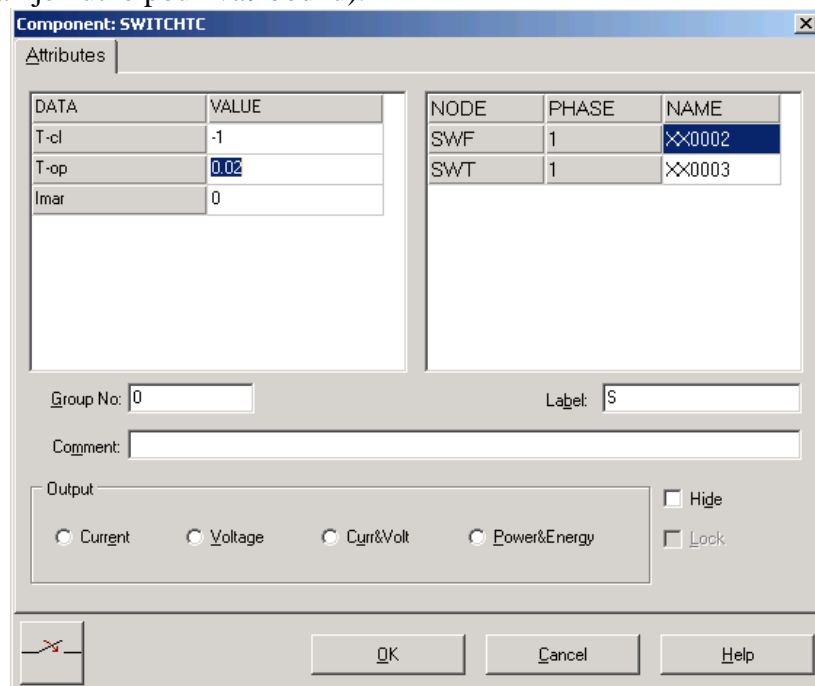 Component: SWITCHTC
Attributes
DATA VALUE
T-cl -1
T-op 0.02
Imar 0
NODE PHASE NAME
SWF 1 XX0002
SWT 1 XX0003
Group No: 0
Label: S
Comment:
Output
Current Voltage Curr&Volt Power&Energy
Hide
Lock
OK Cancel Help